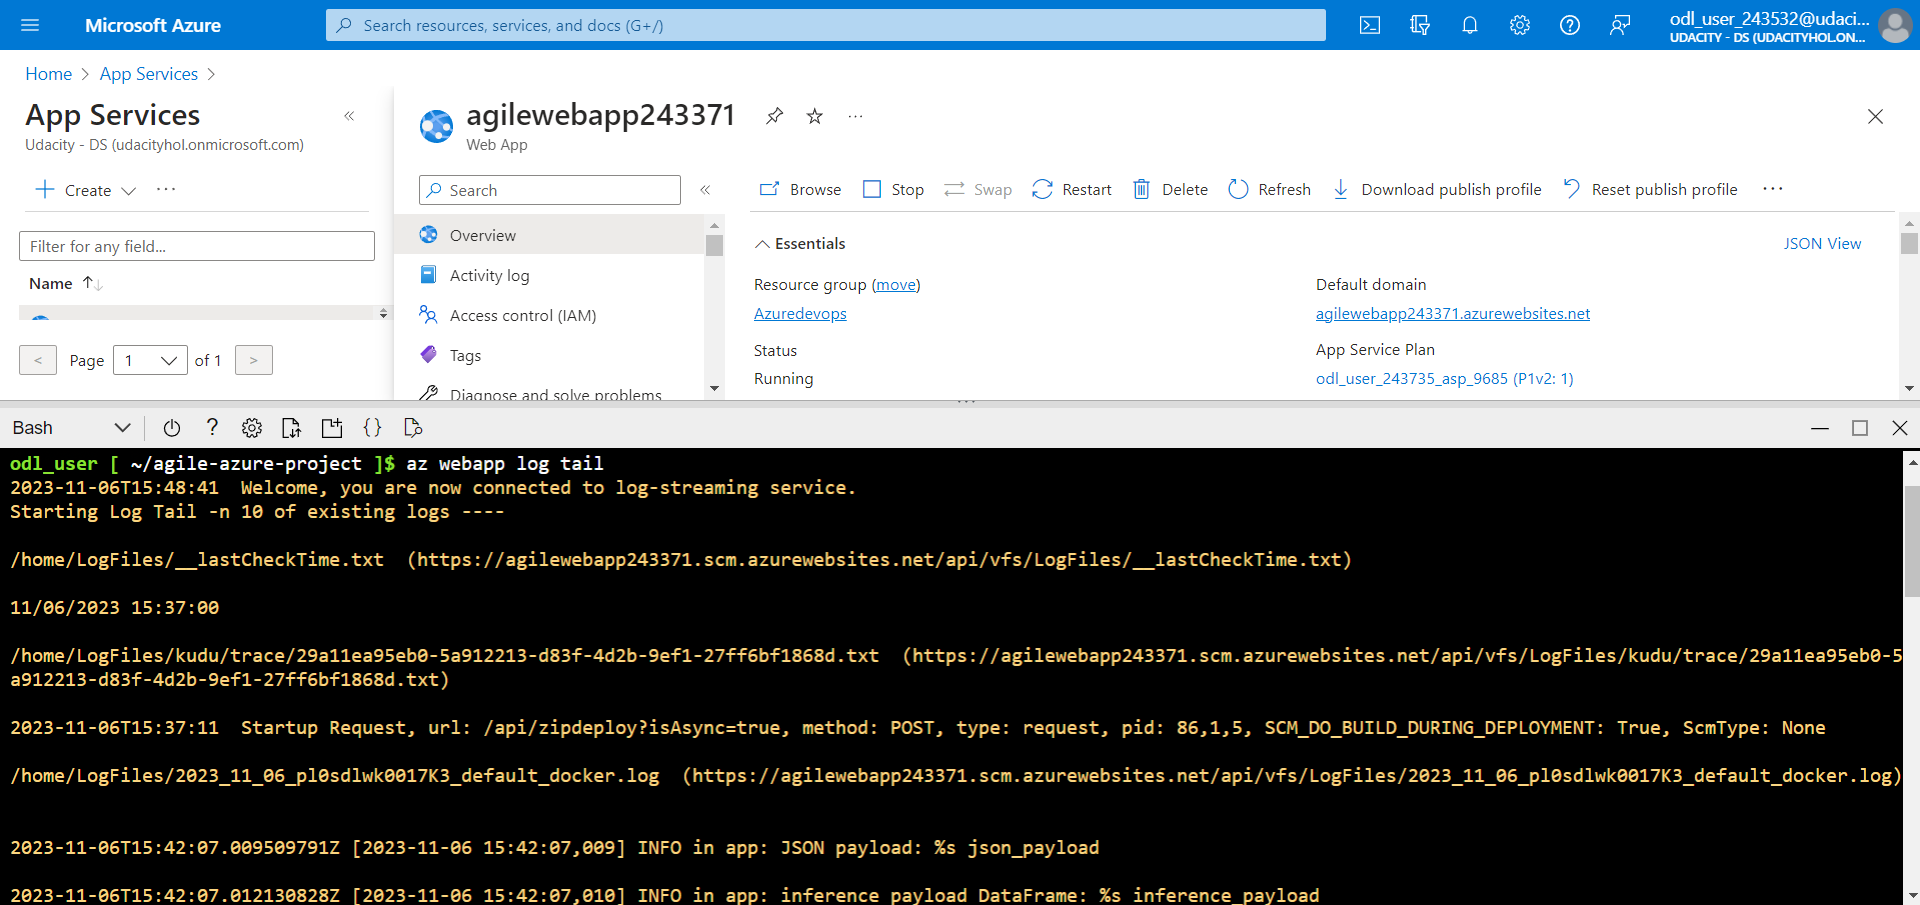 Microsoft Azure
Search resources, services, and docs (G+/)
odl_user_243532@udaci...
UDACITY - DS (UDACITYHOL.ON...
Home > App Services >
App Services
Udacity - DS (udacityhol.onmicrosoft.com)
Create
Filter for any field...
Name
< Page 1 of 1 >
agilewebapp243371
Web App
Search
Overview
Activity log
Access control (IAM)
Tags
Diagnose and solve problems
Browse Stop Swap Restart Delete Refresh Download publish profile Reset publish profile
Essentials
JSON View
Resource group (move)
Azuredevops
Status
Running
Default domain
agilewebapp243371.azurewebsites.net
App Service Plan
odl_user_243735_asp_9685 (P1v2: 1)
Bash
odl_user [ ~/agile-azure-project ]$ az webapp log tail
2023-11-06T15:48:41  Welcome, you are now connected to log-streaming service.
Starting Log Tail -n 10 of existing logs ----
/home/LogFiles/__lastCheckTime.txt  (https://agilewebapp243371.scm.azurewebsites.net/api/vfs/LogFiles/__lastCheckTime.txt)
11/06/2023 15:37:00
/home/LogFiles/kudu/trace/29a11ea95eb0-5a912213-d83f-4d2b-9ef1-27ff6bf1868d.txt  (https://agilewebapp243371.scm.azurewebsites.net/api/vfs/LogFiles/kudu/trace/29a11ea95eb0-5
a912213-d83f-4d2b-9ef1-27ff6bf1868d.txt)
2023-11-06T15:37:11  Startup Request, url: /api/zipdeploy?isAsync=true, method: POST, type: request, pid: 86,1,5, SCM_DO_BUILD_DURING_DEPLOYMENT: True, ScmType: None
/home/LogFiles/2023_11_06_pl0sdlwk0017K3_default_docker.log  (https://agilewebapp243371.scm.azurewebsites.net/api/vfs/LogFiles/2023_11_06_pl0sdlwk0017K3_default_docker.log)
2023-11-06T15:42:07.009509791Z [2023-11-06 15:42:07,009] INFO in app: JSON payload: %s json_payload
2023-11-06T15:42:07.012130828Z [2023-11-06 15:42:07,010] INFO in app: inference payload DataFrame: %s inference_payload